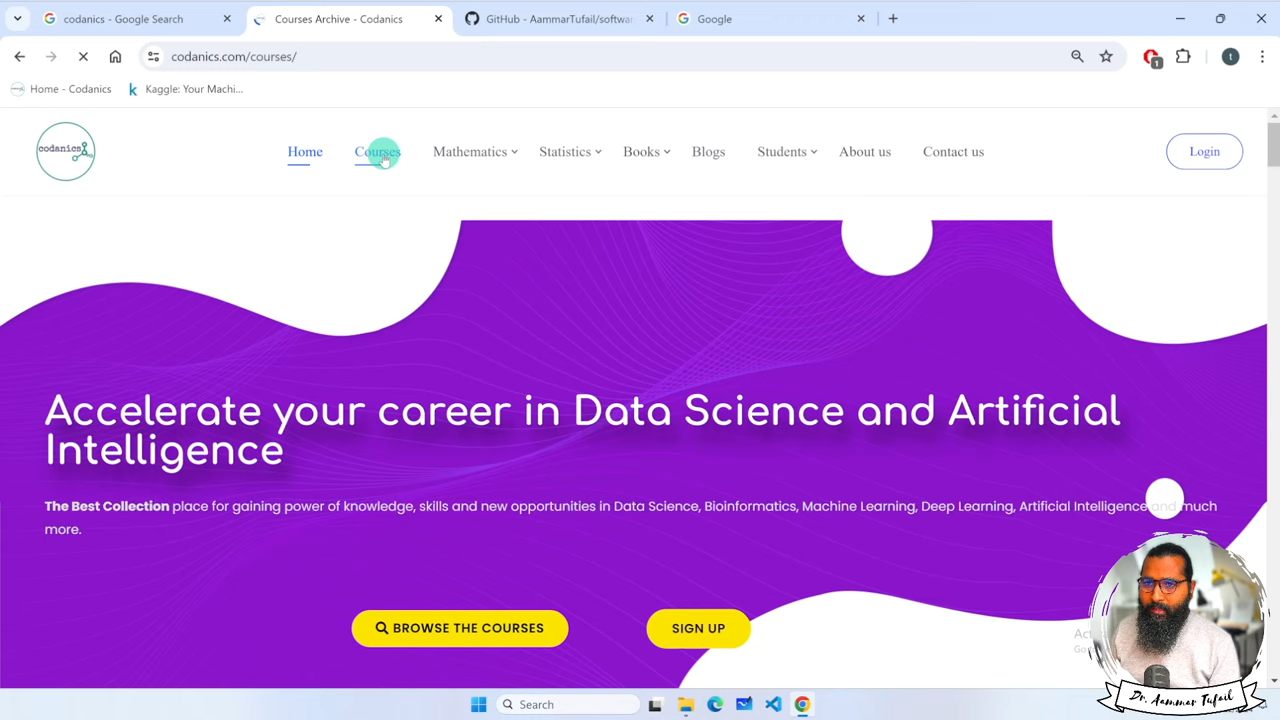 codanics - Google Search
Courses Archive - Codanics
GitHub - AammarTufail/softwa
Google
codanics.com/courses/
1
t
Home - Codanics
Kaggle: Your Machi...
codanics
Home
Courses
Mathematics
Statistics
Books
Blogs
Students
About us
Contact us
Login
Accelerate your career in Data Science and Artificial
Intelligence
The Best Collection place for gaining power of knowledge, skills and new opportunities in Data Science, Bioinformatics, Machine Learning, Deep Learning, Artificial Intelligence and much
more.
BROWSE THE COURSES
SIGN UP
Dr. Aammar Tufail
Search